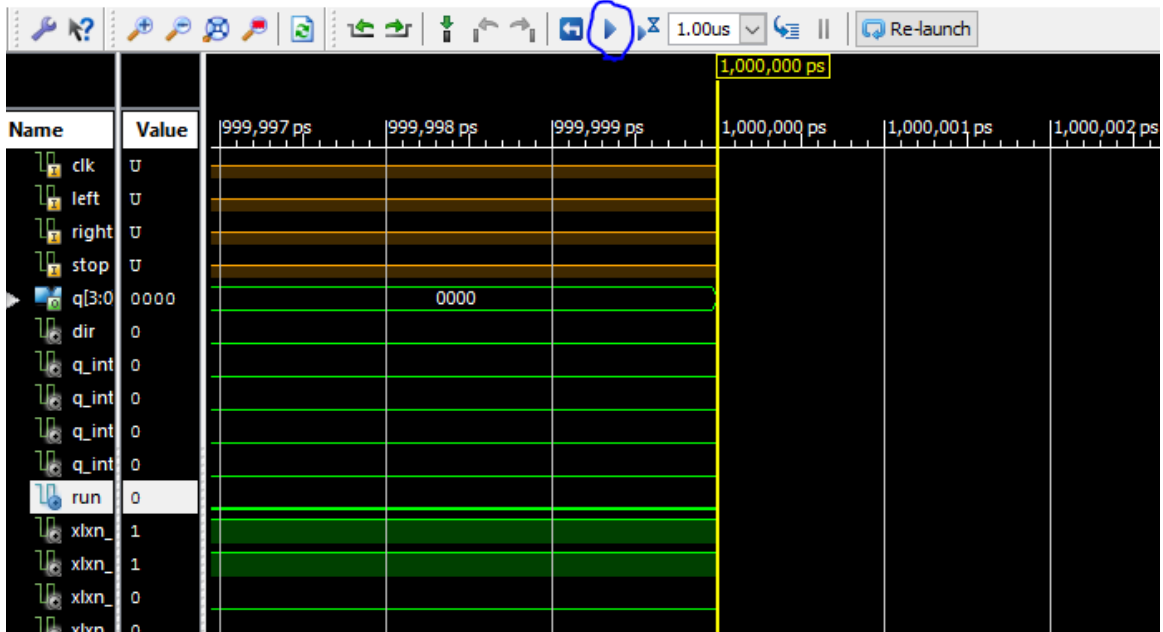 1.00us Re-launch
1,000,000 ps
Name Value 999,997 ps 999,998 ps 999,999 ps 1,000,000 ps 1,000,001 ps 1,000,002 ps
clk U
left U
right U
stop U
q[3:0 0000 0000
dir 0
q_int 0
q_int 0
q_int 0
q_int 0
run 0
xlxn_ 1
xlxn_ 1
xlxn_ 0
xlxn 0